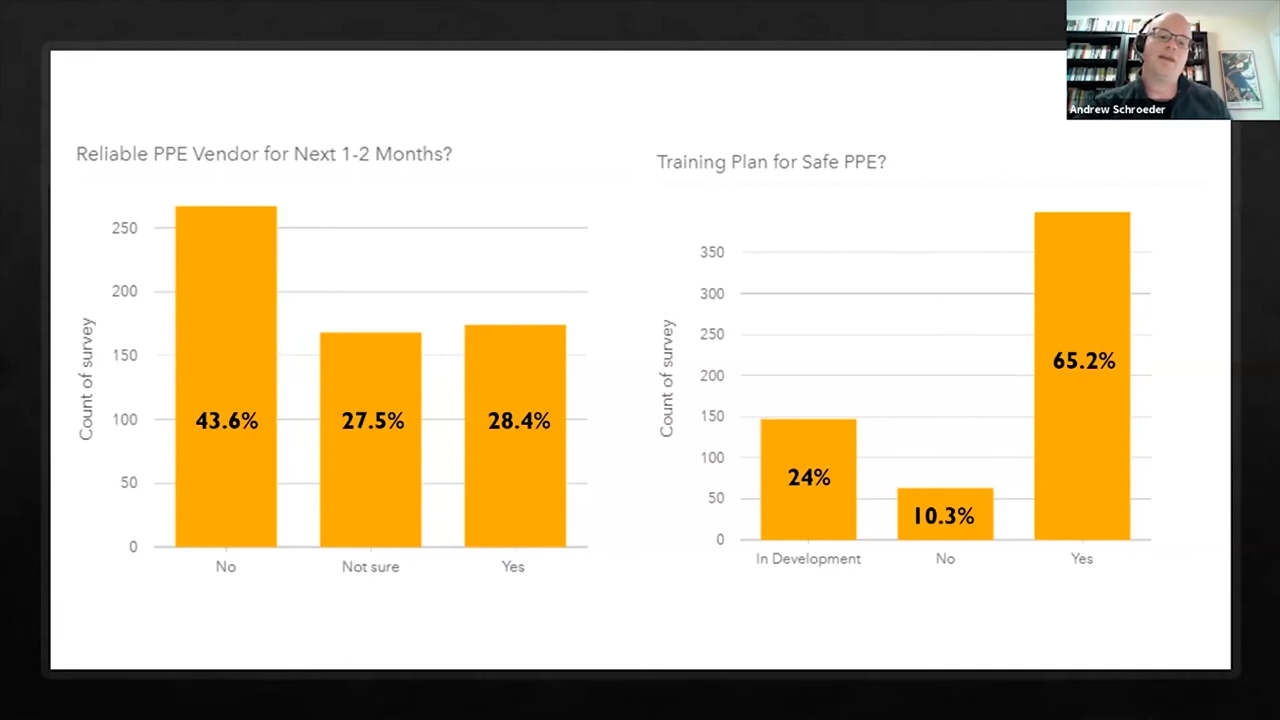 Andrew Schroeder
Reliable PPE Vendor for Next 1-2 Months?
Count of survey
250
200
150
100
50
0
43.6%
27.5%
28.4%
No
Not sure
Yes
Training Plan for Safe PPE?
Count of survey
350
300
250
200
150
100
50
0
24%
10.3%
65.2%
In Development
No
Yes